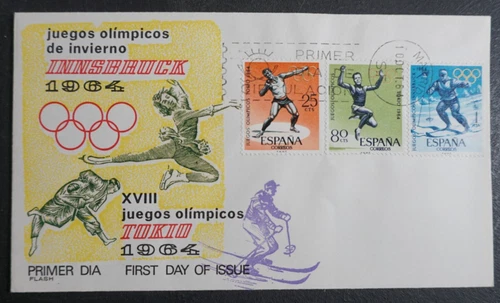 juegos olímpicos
de invierno
INNSBRUCK
1964
XVIII
juegos olímpicos
TOKIO
1964
PRIMER DIA FIRST DAY OF ISSUE
FLASH
PRIMER
25
CTS
ESPAÑA
CORREOS
80
CTS
ESPAÑA
CORREOS
1
ESPAÑA
CORREOS